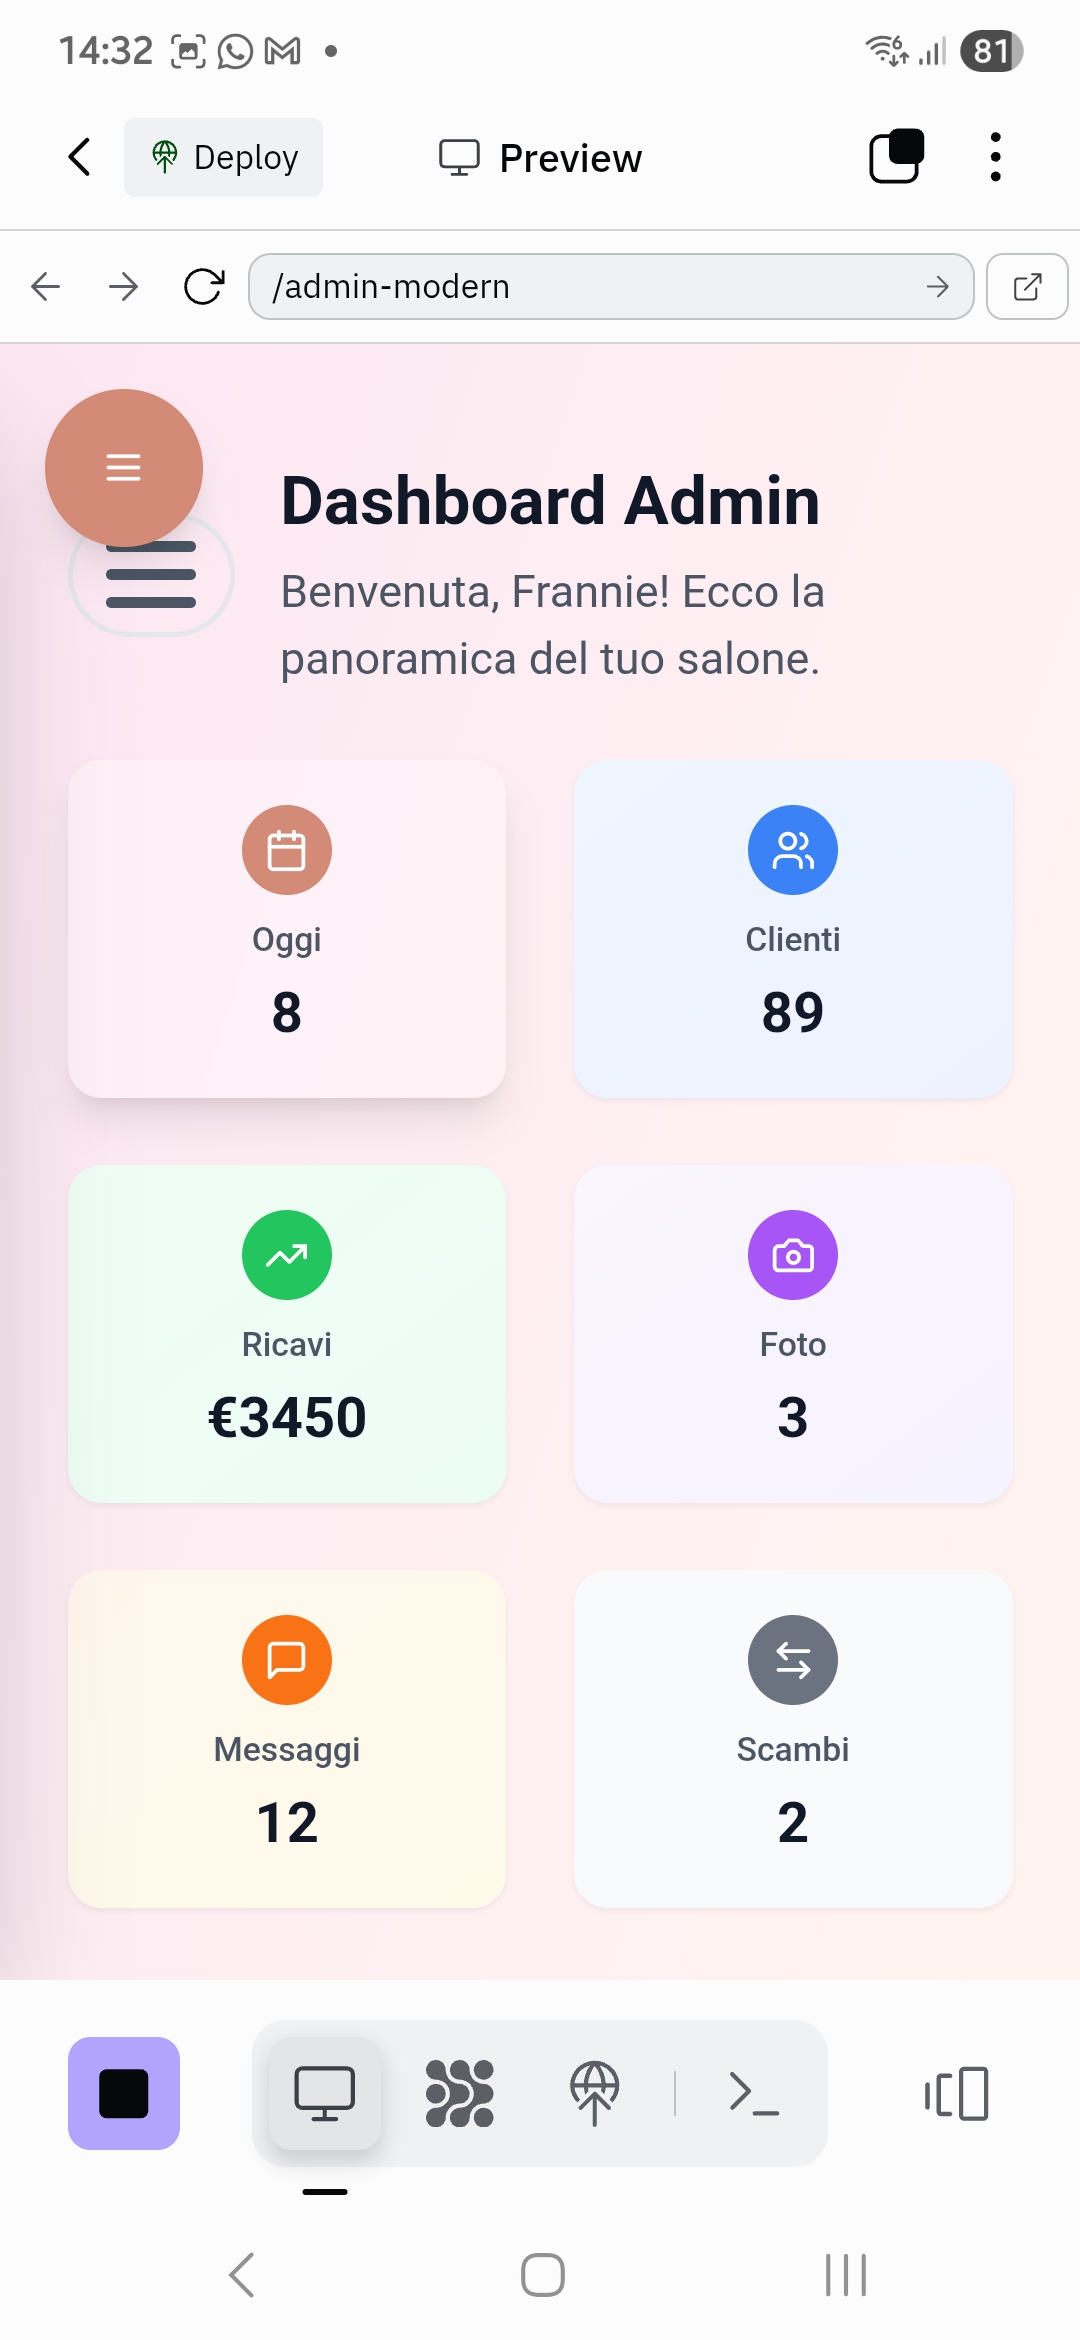 14:32
6
81
Deploy
Preview
/admin-modern
Dashboard Admin
Benvenuta, Frannie! Ecco la
panoramica del tuo salone.
Oggi
8
Clienti
89
Ricavi
€3450
Foto
3
Messaggi
12
Scambi
2